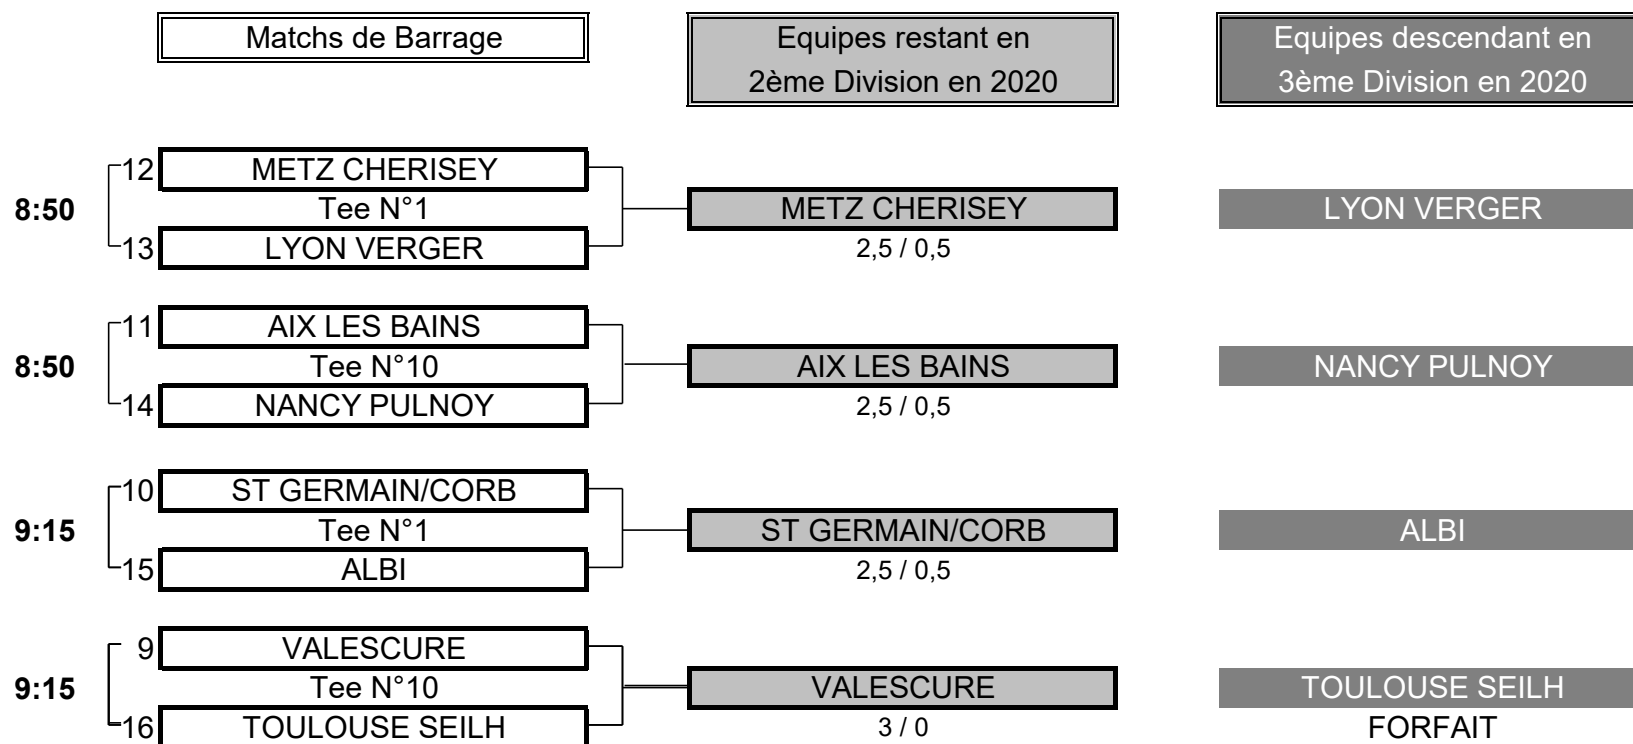 Matchs de Barrage
Equipes restant en
2ème Division en 2020
Equipes descendant en
3ème Division en 2020
12 METZ CHERISEY
8:50 Tee N°1 METZ CHERISEY LYON VERGER
13 LYON VERGER 2,5 / 0,5
11 AIX LES BAINS
8:50 Tee N°10 AIX LES BAINS NANCY PULNOY
14 NANCY PULNOY 2,5 / 0,5
10 ST GERMAIN/CORB
9:15 Tee N°1 ST GERMAIN/CORB ALBI
15 ALBI 2,5 / 0,5
9 VALESCURE
9:15 Tee N°10 VALESCURE TOULOUSE SEILH
16 TOULOUSE SEILH 3 / 0 FORFAIT